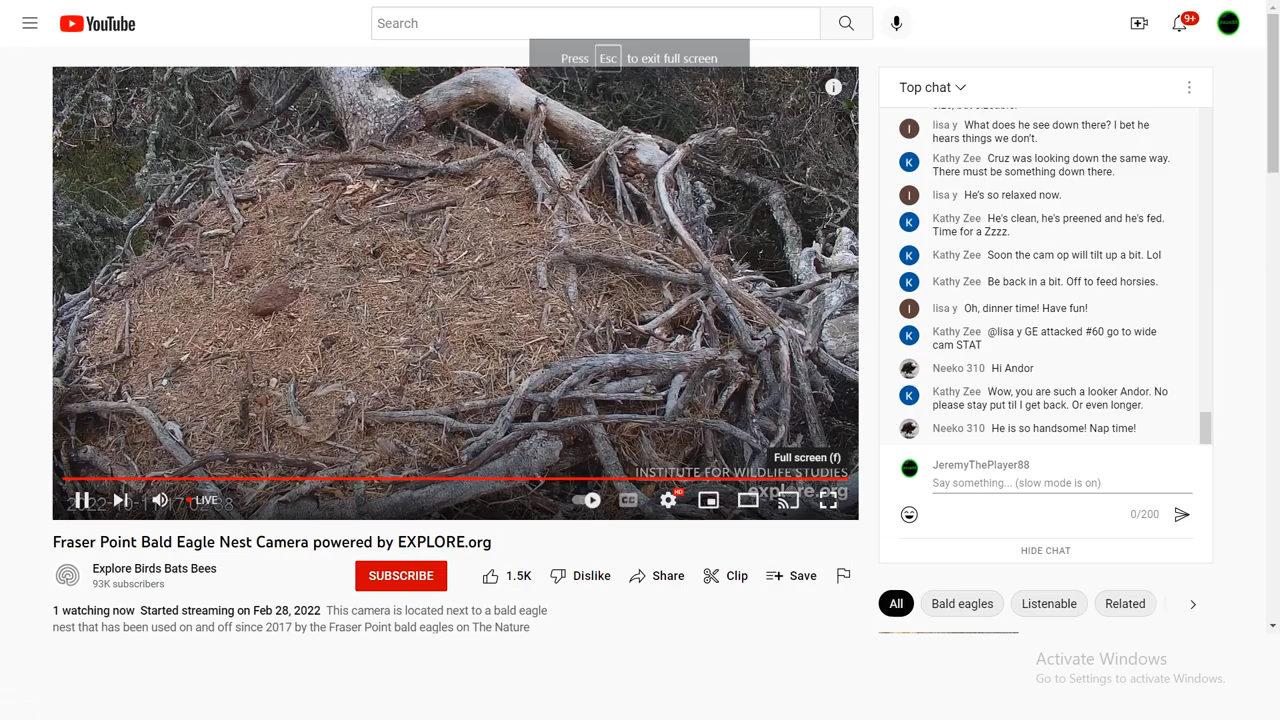 YouTube
Search
9+
Press Esc to exit full screen
Top chat
lisa y What does he see down there? I bet he
hears things we don't.
Kathy Zee Cruz was looking down the same way.
There must be something down there.
lisa y He's so relaxed now.
Kathy Zee He's clean, he's preened and he's fed.
Time for a Zzzz.
Kathy Zee Soon the cam op will tilt up a bit. Lol
Kathy Zee Be back in a bit. Off to feed horsies.
lisa y Oh, dinner time! Have fun!
Kathy Zee @lisa y GE attacked #60 go to wide
cam STAT
Neeko 310 Hi Andor
Kathy Zee Wow, you are such a looker Andor. No
please stay put til I get back. Or even longer.
Neeko 310 He is so handsome! Nap time!
JeremyThePlayer88
Say something... (slow mode is on)
0/200
HIDE CHAT
Full screen (f)
INSTITUTE FOR WILDLIFE STUDIES
explore.org
LIVE
CC
HD
Fraser Point Bald Eagle Nest Camera powered by EXPLORE.org
Explore Birds Bats Bees
93K subscribers
SUBSCRIBE
1.5K
Dislike
Share
Clip
Save
1 watching now Started streaming on Feb 28, 2022 This camera is located next to a bald eagle
nest that has been used on and off since 2017 by the Fraser Point bald eagles on The Nature
All
Bald eagles
Listenable
Related
Activate Windows
Go to Settings to activate Windows.